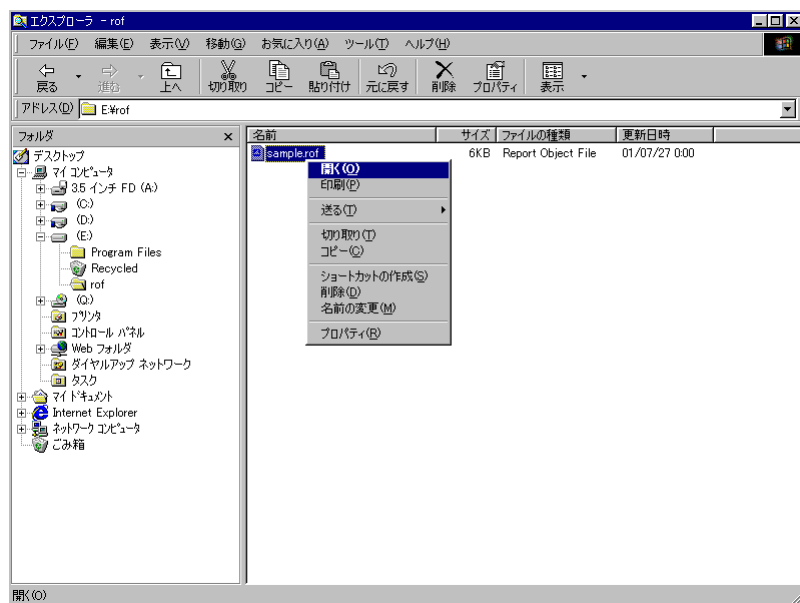 エクスプローラ - rof
ファイル(F) 編集(E) 表示(V) 移動(G) お気に入り(A) ツール(T) ヘルプ(H)
戻る 進む 上へ 切り取り コピー 貼り付け 元に戻す 削除 プロパティ 表示
アドレス(D) E:¥rof
フォルダ
名前 サイズ ファイルの種類 更新日時
デスクトップ
マイ コンピュータ
3.5 インチ FD (A:)
(C:)
(D:)
(E:)
Program Files
Recycled
rof
(Q:)
プリンタ
コントロール パネル
Web フォルダ
ダイヤルアップ ネットワーク
タスク
マイ ドキュメント
Internet Explorer
ネットワーク コンピュータ
ごみ箱
sample.rof 6KB Report Object File 01/07/27 0:00
開く(O)
印刷(P)
送る(T)
切り取り(T)
コピー(C)
ショートカットの作成(S)
削除(D)
名前の変更(M)
プロパティ(R)
開く(O)